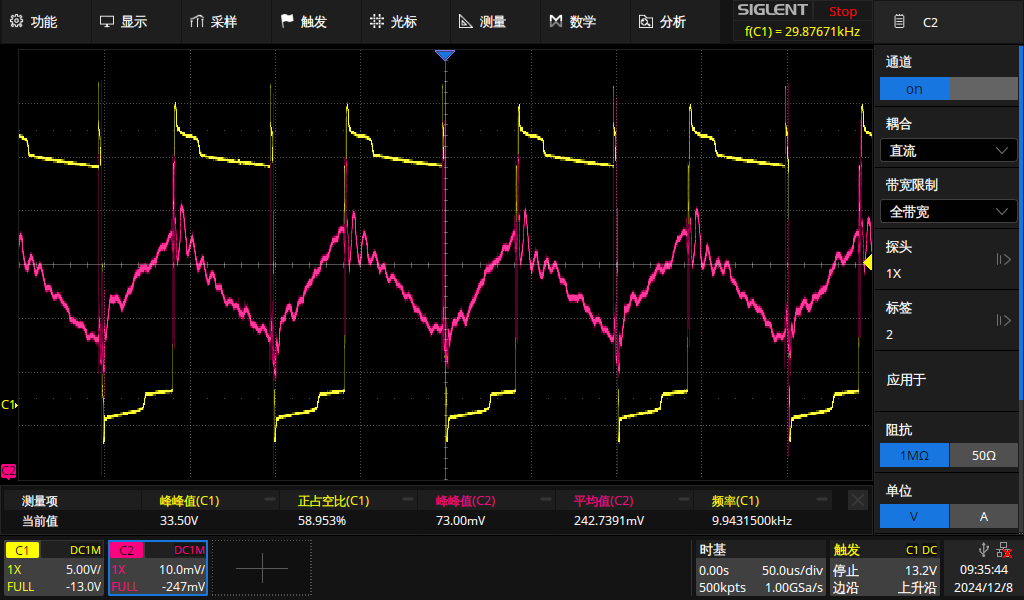 功能 显示 采样 触发 光标 测量 数学 分析
SIGLENT Stop
f(C1) = 29.87671kHz
C2
通道
on
耦合
直流
带宽限制
全带宽
探头
1X
标签
2
应用于
阻抗
1MΩ 50Ω
单位
V A
C1
C2
测量项 峰峰值(C1) 正占空比(C1) 峰峰值(C2) 平均值(C2) 频率(C1)
当前值 33.50V 58.953% 73.00mV 242.7391mV 9.9431500kHz
C1 DC1M
1X 5.00V/
FULL -13.0V
C2 DC1M
1X 10.0mV/
FULL -247mV
时基
0.00s 50.0us/div
500kpts 1.00GSa/s
触发 C1 DC
停止 13.2V
边沿 上升沿
09:35:44
2024/12/8